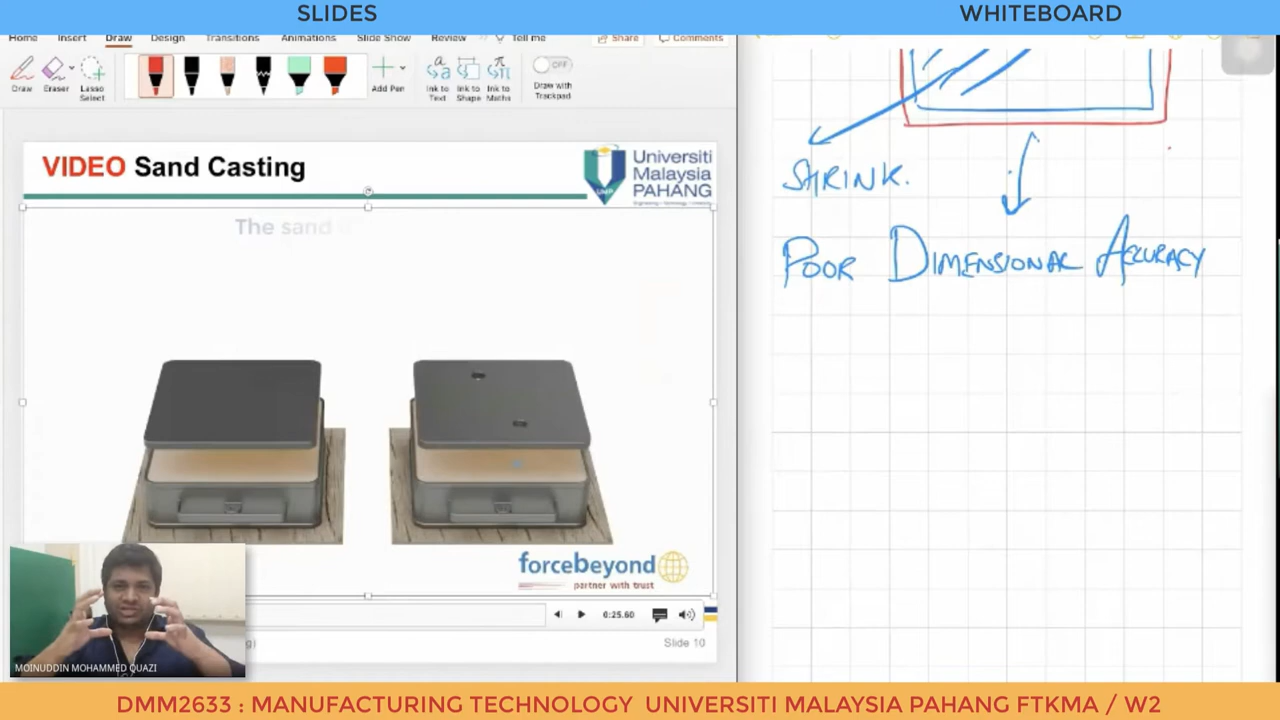 SLIDES
WHITEBOARD
Home Insert Draw Design Transitions Animations Slide Show Review Tell me Share Comments
Draw
Eraser
Lasso
Select
Add Pen
Ink to
Text
Ink to
Shape
Ink to
Maths
OFF
Draw with
Trackpad
VIDEO Sand Casting
Universiti
Malaysia
PAHANG
The sand
forcebeyond
partner with trust
0:25.60
Slide 10
MOINUDDIN MOHAMMED QUAZI
SHRINK.
POOR DIMENSIONAL ACCURACY
DMM2633 : MANUFACTURING TECHNOLOGY UNIVERSITI MALAYSIA PAHANG FTKMA / W2